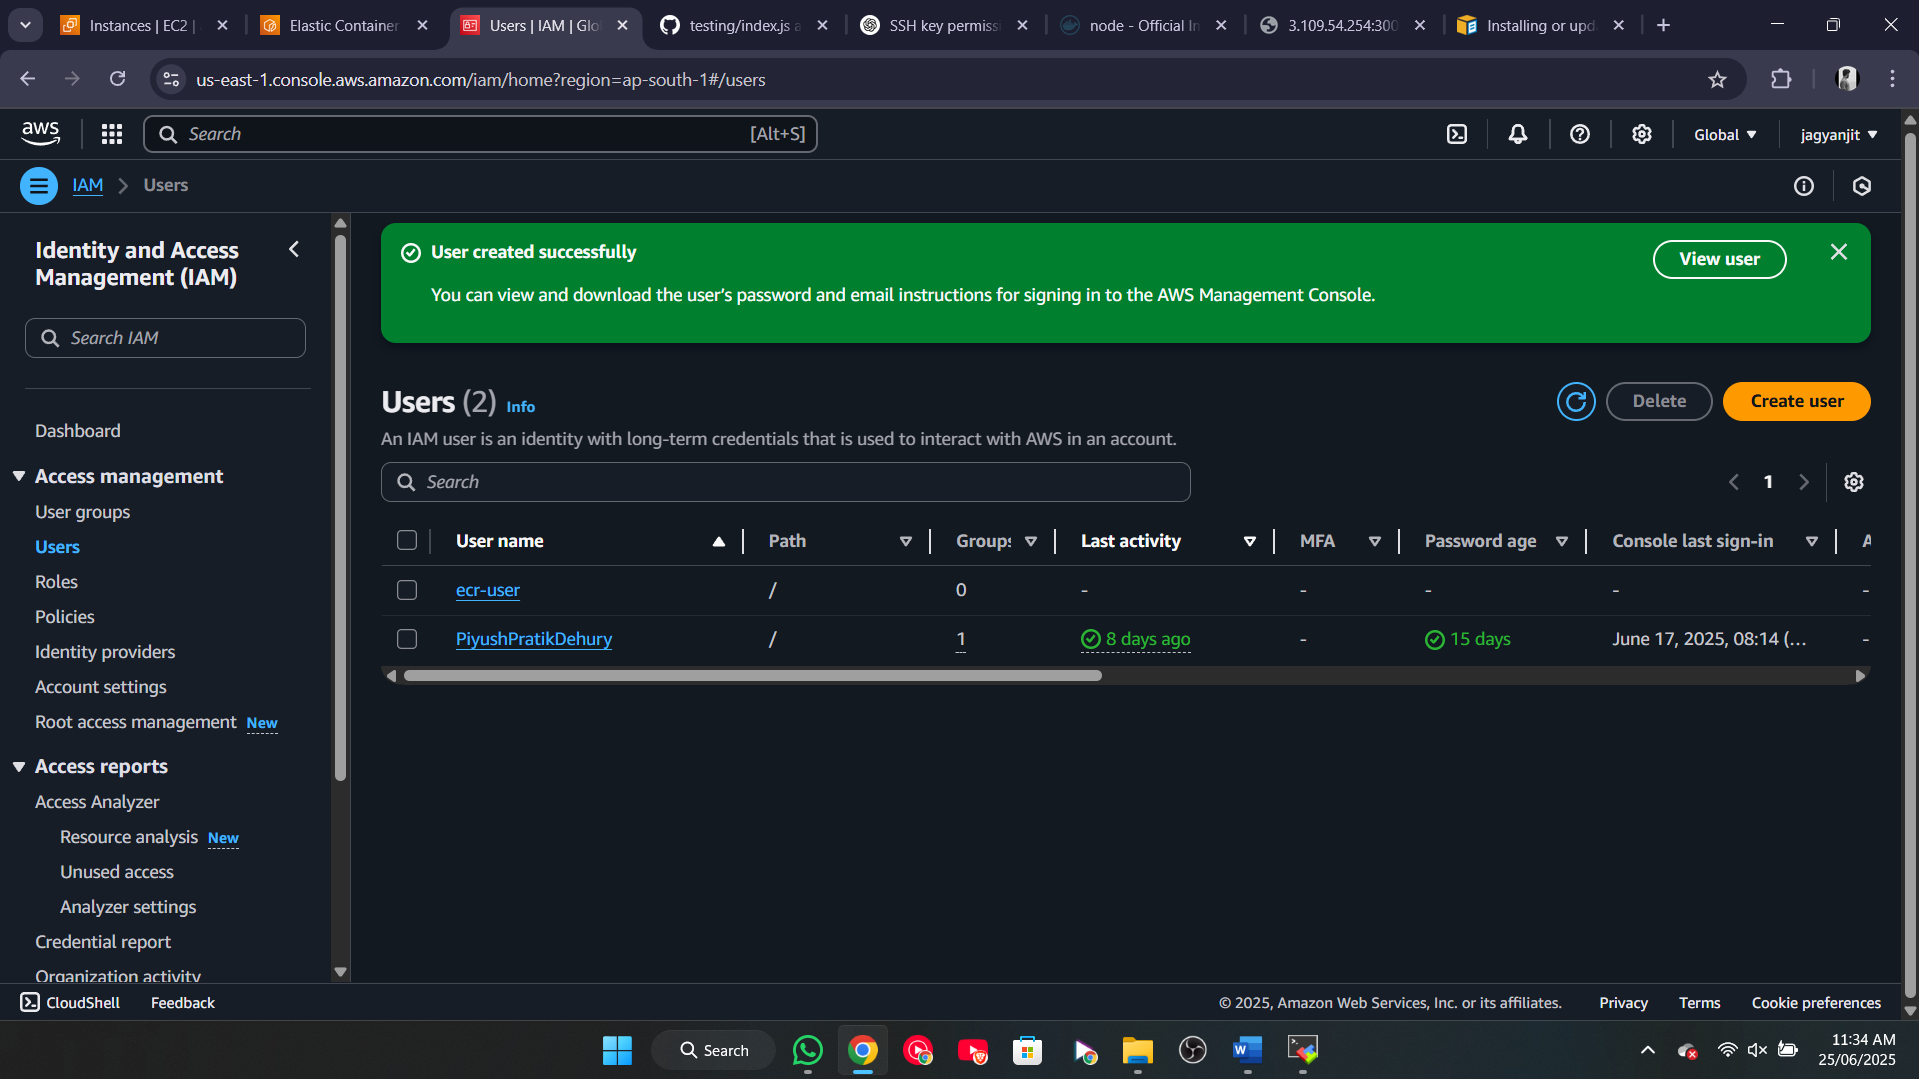 Instances | EC2 |
Elastic Container
Users | IAM | Glo
testing/index.js a
SSH key permiss
node - Official In
3.109.54.254:300
Installing or upd
us-east-1.console.aws.amazon.com/iam/home?region=ap-south-1#/users
aws
Search
[Alt+S]
Global
jagyanjit
IAM
Users
Identity and Access
Management (IAM)
Search IAM
Dashboard
Access management
User groups
Users
Roles
Policies
Identity providers
Account settings
Root access management New
Access reports
Access Analyzer
Resource analysis New
Unused access
Analyzer settings
Credential report
Organization activity
User created successfully
You can view and download the user's password and email instructions for signing in to the AWS Management Console.
View user
Users (2) Info
Delete
Create user
An IAM user is an identity with long-term credentials that is used to interact with AWS in an account.
Search
1
User name Path Groups Last activity MFA Password age Console last sign-in A
ecr-user / 0 - - - - -
PiyushPratikDehury / 1 8 days ago - 15 days June 17, 2025, 08:14 (... -
CloudShell Feedback
© 2025, Amazon Web Services, Inc. or its affiliates. Privacy Terms Cookie preferences
Search
11:34 AM
25/06/2025